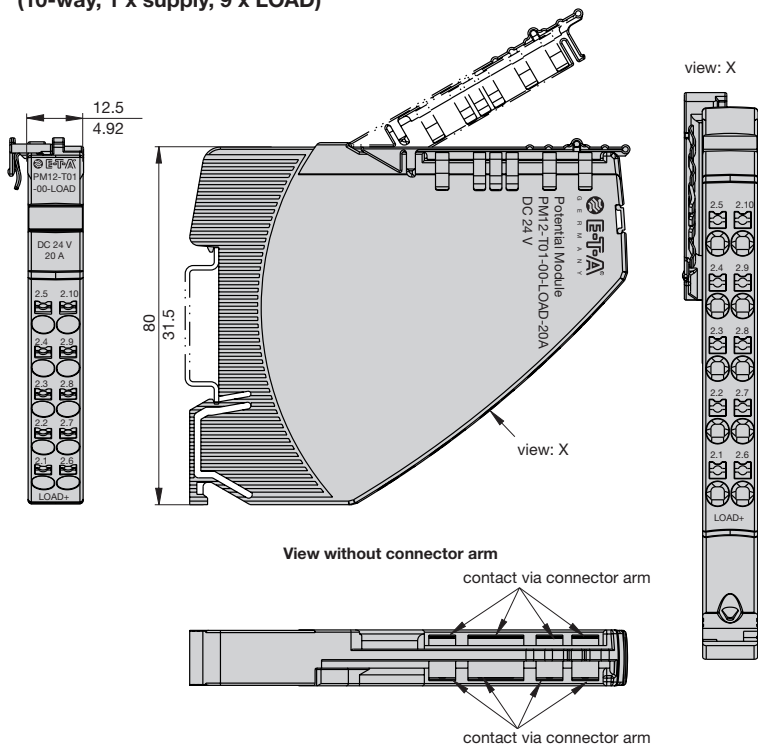 (10-way, 1 x supply, 9 x LOAD)
view: X
12.5
4.92
E-T-A
PM12-T01
-00-LOAD
DC 24 V
20 A
2.5 2.10
2.4 2.9
2.3 2.8
2.2 2.7
2.1 2.6
LOAD+
80
31.5
E-T-A®
GERMANY
Potential Module
PM12-T01-00-LOAD-20A
DC 24 V
view: X
2.5 2.10
2.4 2.9
2.3 2.8
2.2 2.7
2.1 2.6
LOAD+
View without connector arm
contact via connector arm
contact via connector arm